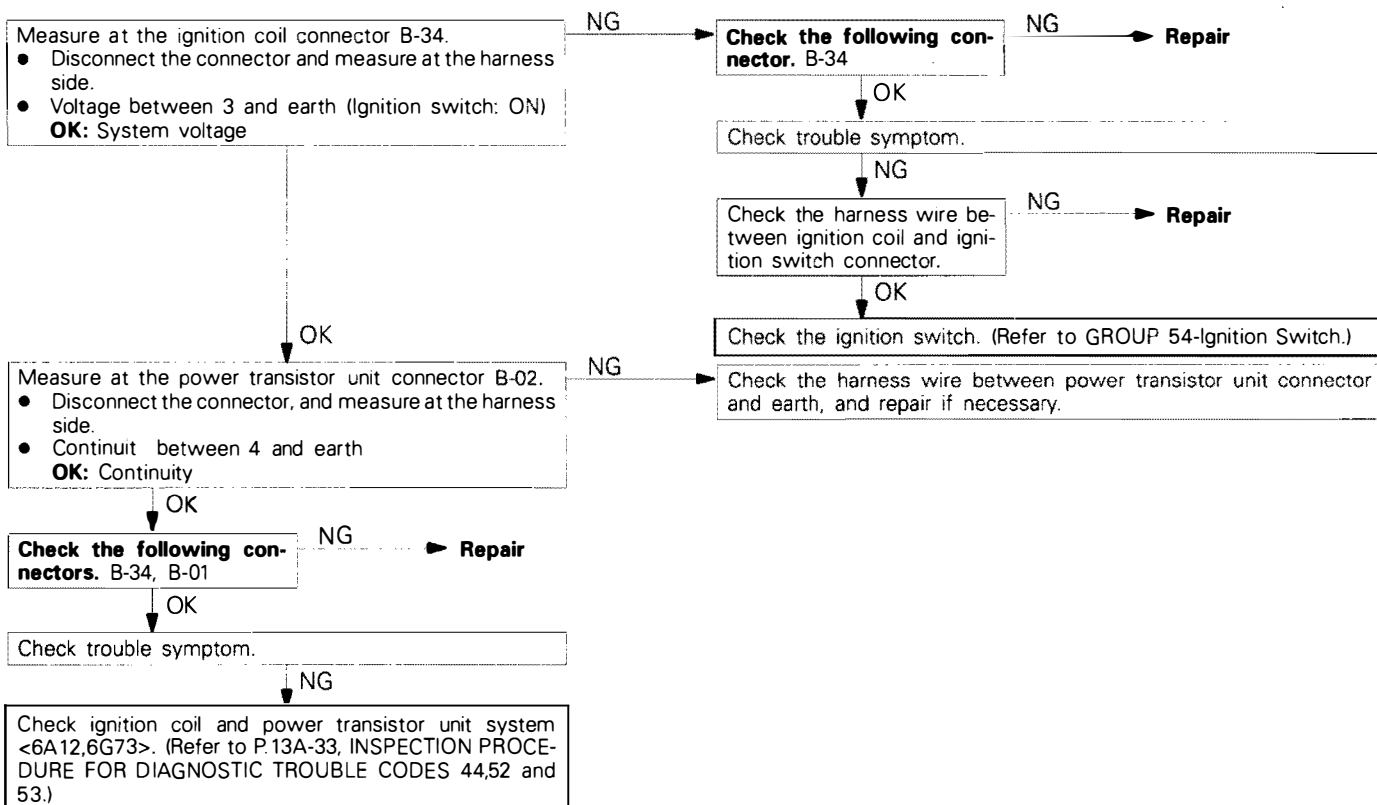 Measure at the ignition coil connector B-34.
● Disconnect the connector and measure at the harness
side.
● Voltage between 3 and earth (Ignition switch: ON)
OK: System voltage
NG
Check the following con-
nector. B-34
NG
Repair
OK
Check trouble symptom.
NG
Check the harness wire be-
tween ignition coil and igni-
tion switch connector.
NG
Repair
OK
Check the ignition switch. (Refer to GROUP 54-Ignition Switch.)
OK
Measure at the power transistor unit connector B-02.
● Disconnect the connector, and measure at the harness
side.
● Continuit between 4 and earth
OK: Continuity
NG
Check the harness wire between power transistor unit connector
and earth, and repair if necessary.
OK
Check the following con-
nectors. B-34, B-01
NG
Repair
OK
Check trouble symptom.
NG
Check ignition coil and power transistor unit system
<6A12,6G73>. (Refer to P.13A-33, INSPECTION PROCE-
DURE FOR DIAGNOSTIC TROUBLE CODES 44,52 and
53.)